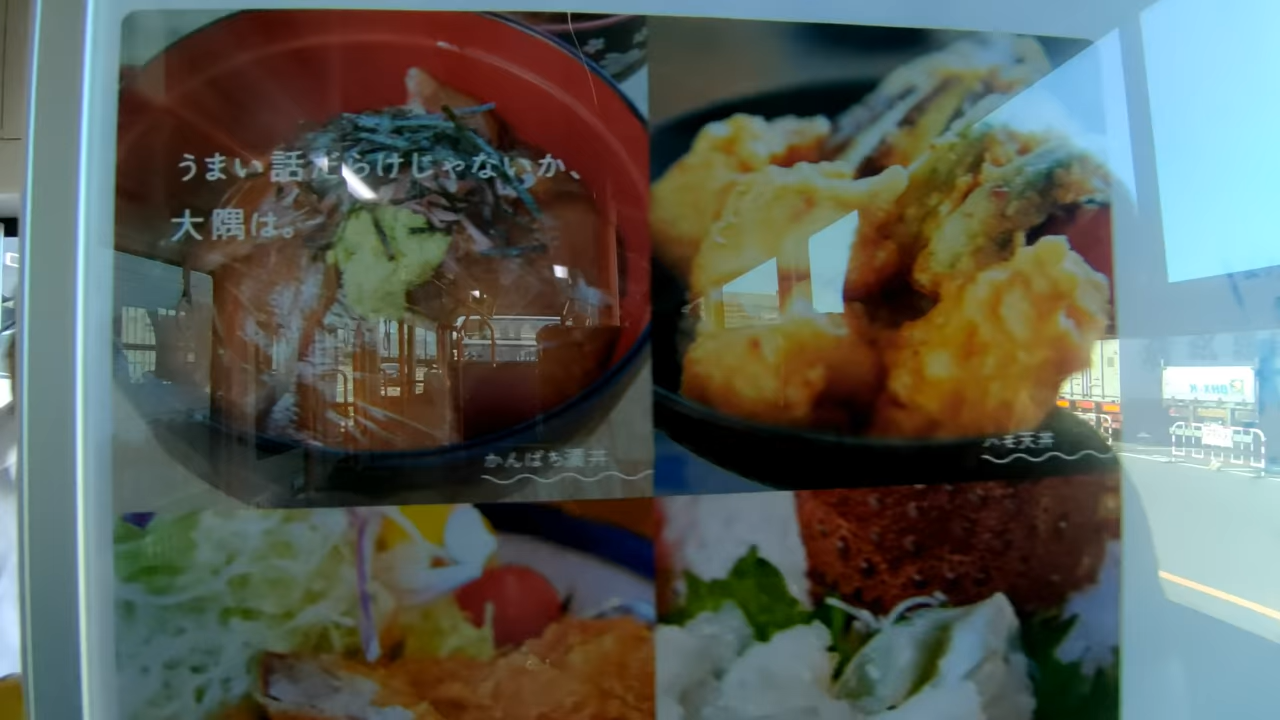 うまい話だらけじゃないか、
大隅は。
かんぱち漬丼
ハモ天丼